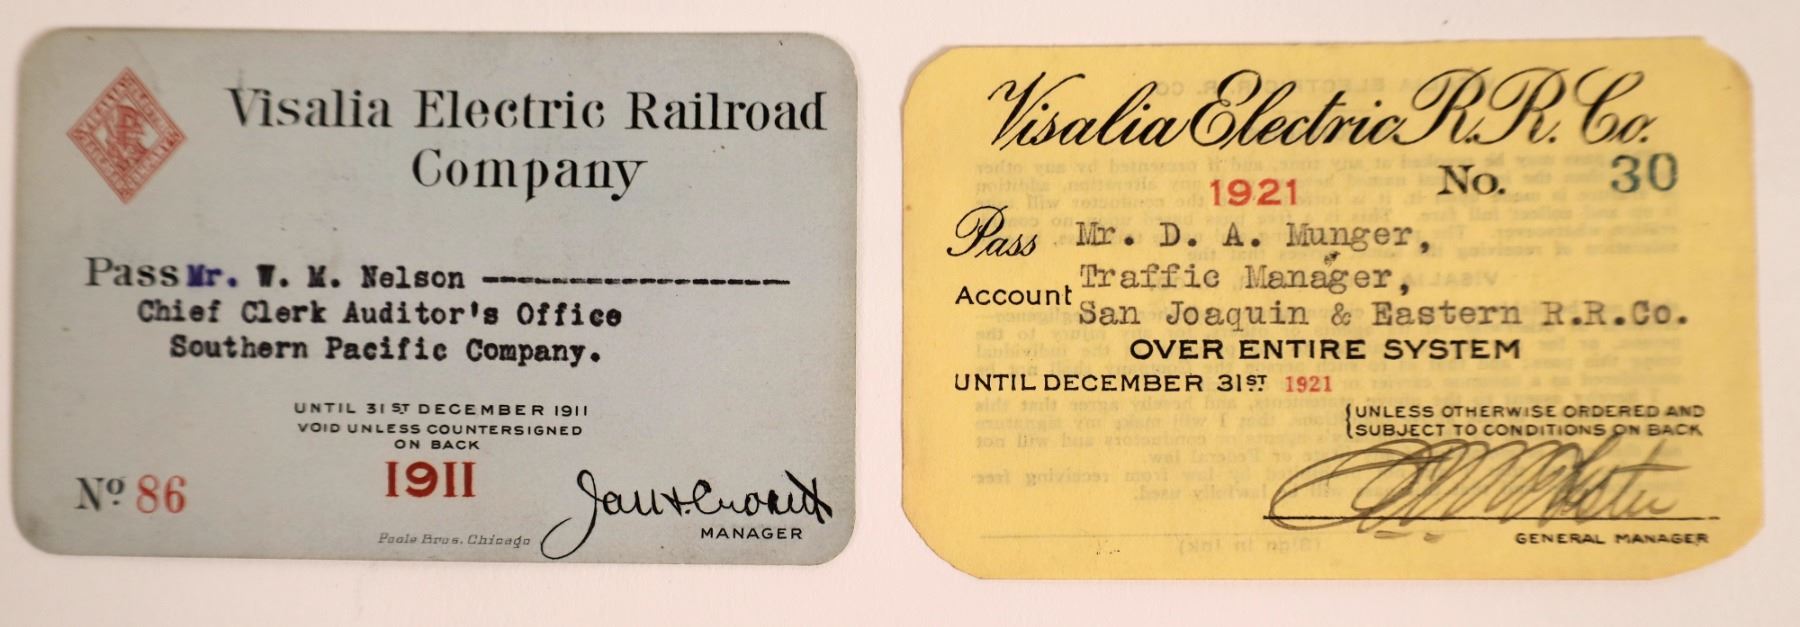 Visalia Electric Railroad
Company
Pass Mr. W. M. Nelson
Chief Clerk Auditor's Office
Southern Pacific Company.
UNTIL 31ST DECEMBER 1911
VOID UNLESS COUNTERSIGNED
ON BACK
1911
No 86
MANAGER
Poole Bros. Chicago
Visalia Electric R.R. Co.
1921
No. 30
Pass Mr. D. A. Munger,
Traffic Manager,
Account San Joaquin & Eastern R.R.Co.
OVER ENTIRE SYSTEM
UNTIL DECEMBER 31ST 1921
UNLESS OTHERWISE ORDERED AND
SUBJECT TO CONDITIONS ON BACK
GENERAL MANAGER